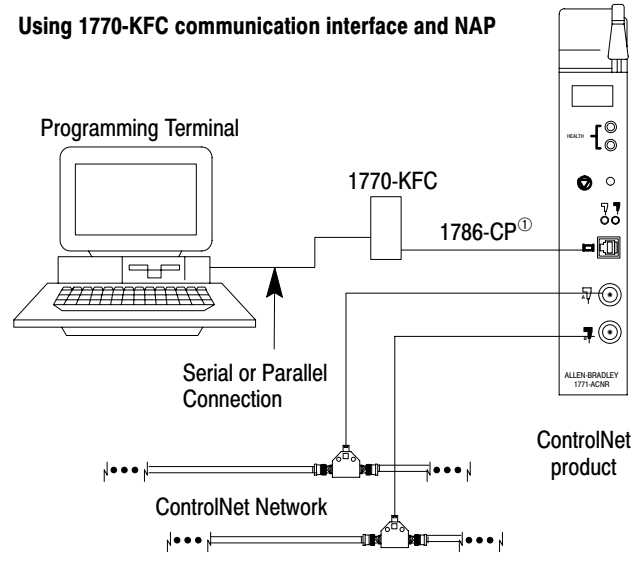 Using 1770-KFC communication interface and NAP
Programming Terminal
1770-KFC
1786-CP①
HEALTH
A
B
Serial or Parallel
Connection
ALLEN-BRADLEY
1771-ACNR
ControlNet
product
ControlNet Network